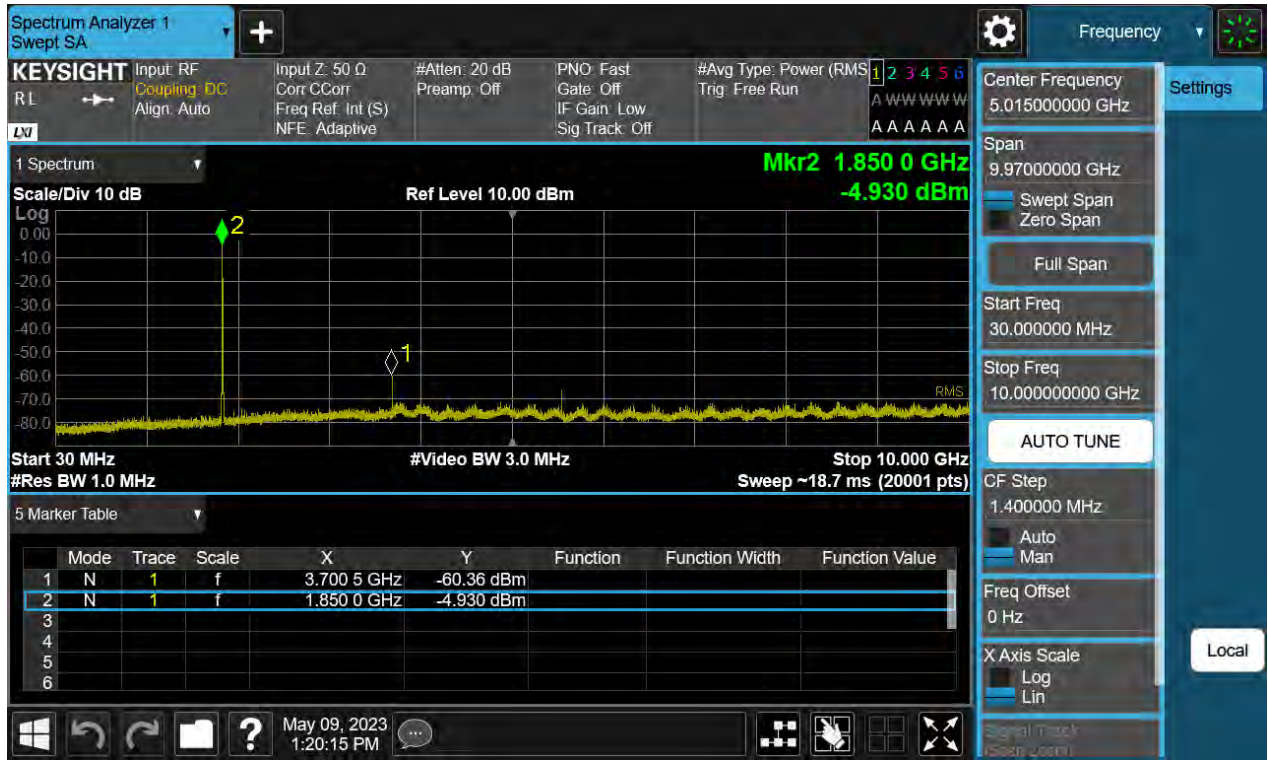 Spectrum Analyzer 1
Swept SA
Frequency
KEYSIGHT
RL
LXI
Input: RF
Coupling: DC
Align: Auto
Input Z: 50 Ω
Corr CCorr
Freq Ref: Int (S)
NFE: Adaptive
#Atten: 20 dB
Preamp: Off
PNO: Fast
Gate: Off
IF Gain: Low
Sig Track: Off
#Avg Type: Power (RMS
Trig: Free Run
1 2 3 4 5 6
A W W W W W
A A A A A A
1 Spectrum
Mkr2 1.850 0 GHz
Scale/Div 10 dB
Ref Level 10.00 dBm
-4.930 dBm
Log
0.00
-10.0
-20.0
-30.0
-40.0
-50.0
-60.0
-70.0
-80.0
2
1
RMS
Start 30 MHz
#Video BW 3.0 MHz
Stop 10.000 GHz
#Res BW 1.0 MHz
Sweep ~18.7 ms (20001 pts)
5 Marker Table
Mode Trace Scale X Y Function Function Width Function Value
1 N 1 f 3.700 5 GHz -60.36 dBm
2 N 1 f 1.850 0 GHz -4.930 dBm
3
4
5
6
May 09, 2023
1:20:15 PM
Center Frequency
5.015000000 GHz
Settings
Span
9.97000000 GHz
Swept Span
Zero Span
Full Span
Start Freq
30.000000 MHz
Stop Freq
10.000000000 GHz
AUTO TUNE
CF Step
1.400000 MHz
Auto
Man
Freq Offset
0 Hz
X Axis Scale
Log
Lin
Local
Signal Track
(Span Zoom)